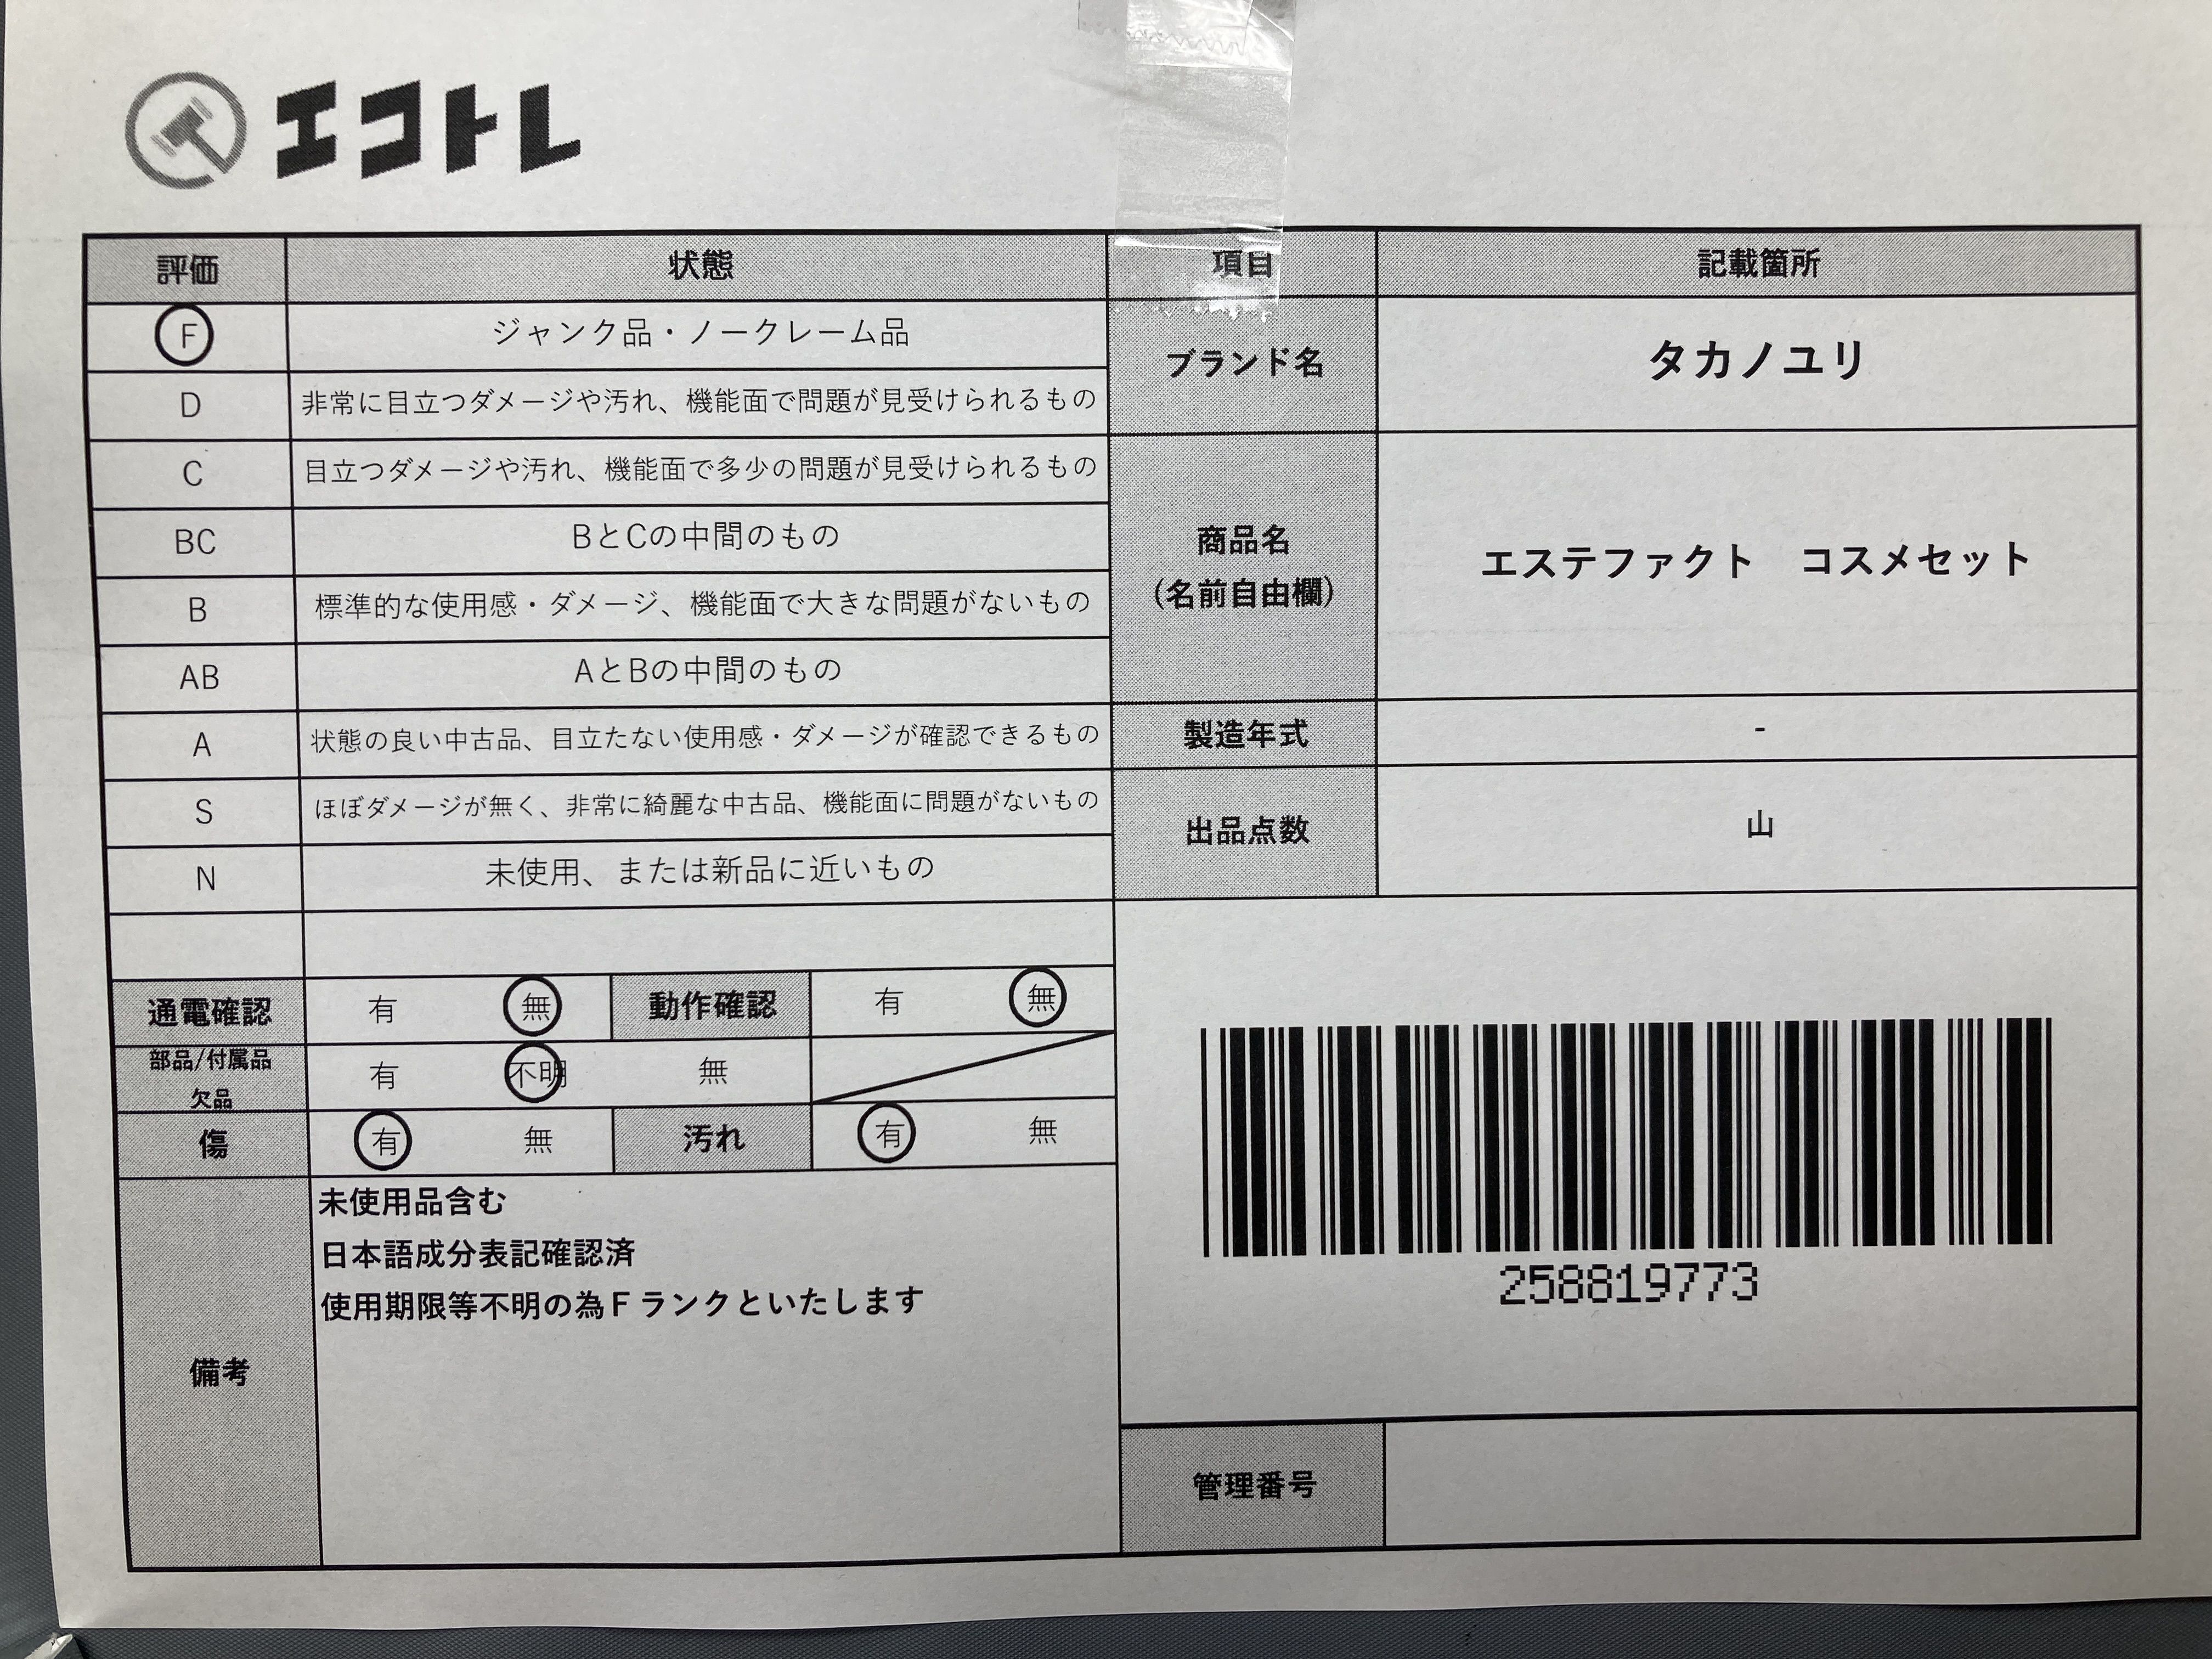 エコトレ
評価 状態 項目 記載箇所
F ジャンク品・ノークレーム品
D 非常に目立つダメージや汚れ、機能面で問題が見受けられるもの
C 目立つダメージや汚れ、機能面で多少の問題が見受けられるもの
BC BとCの中間のもの
B 標準的な使用感・ダメージ、機能面で大きな問題がないもの
AB AとBの中間のもの
A 状態の良い中古品、目立たない使用感・ダメージが確認できるもの
S ほぼダメージが無く、非常に綺麗な中古品、機能面に問題がないもの
N 未使用、または新品に近いもの
ブランド名 タカノユリ
商品名
(名前自由欄)
エステファクト　コスメセット
製造年式 -
出品点数 山
通電確認 有 無 動作確認 有 無
部品/付属品
欠品
有 不明 無
傷 有 無 汚れ 有 無
備考
未使用品含む
日本語成分表記確認済
使用期限等不明の為Fランクといたします
258819773
管理番号